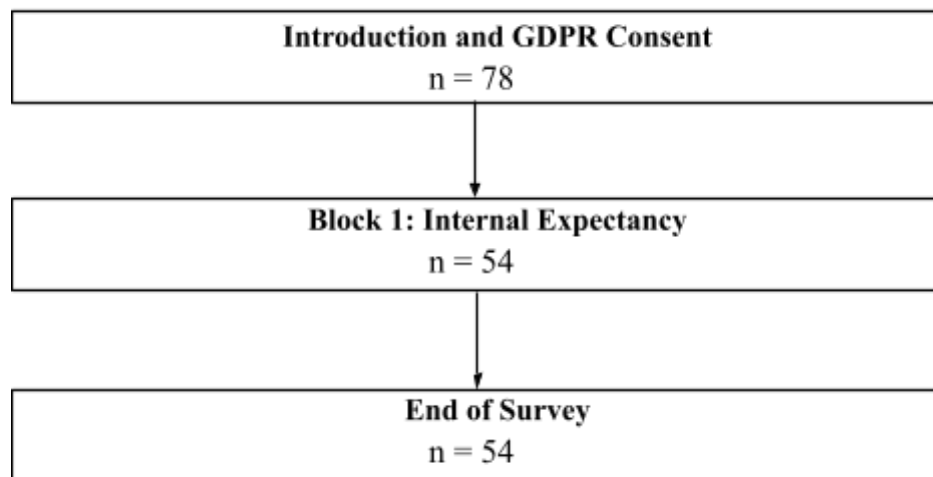 Introduction and GDPR Consent
n = 78
Block 1: Internal Expectancy
n = 54
End of Survey
n = 54